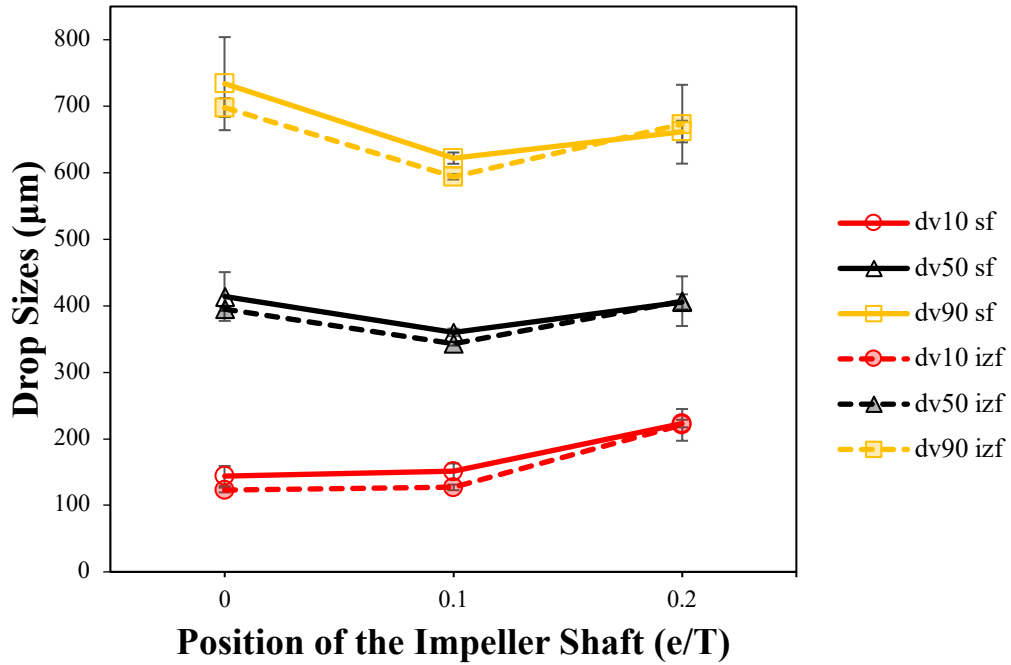 800
700
600
500
400
300
200
100
0
Drop Sizes (µm)
0
0.1
0.2
Position of the Impeller Shaft (e/T)
dv10 sf
dv50 sf
dv90 sf
dv10 izf
dv50 izf
dv90 izf